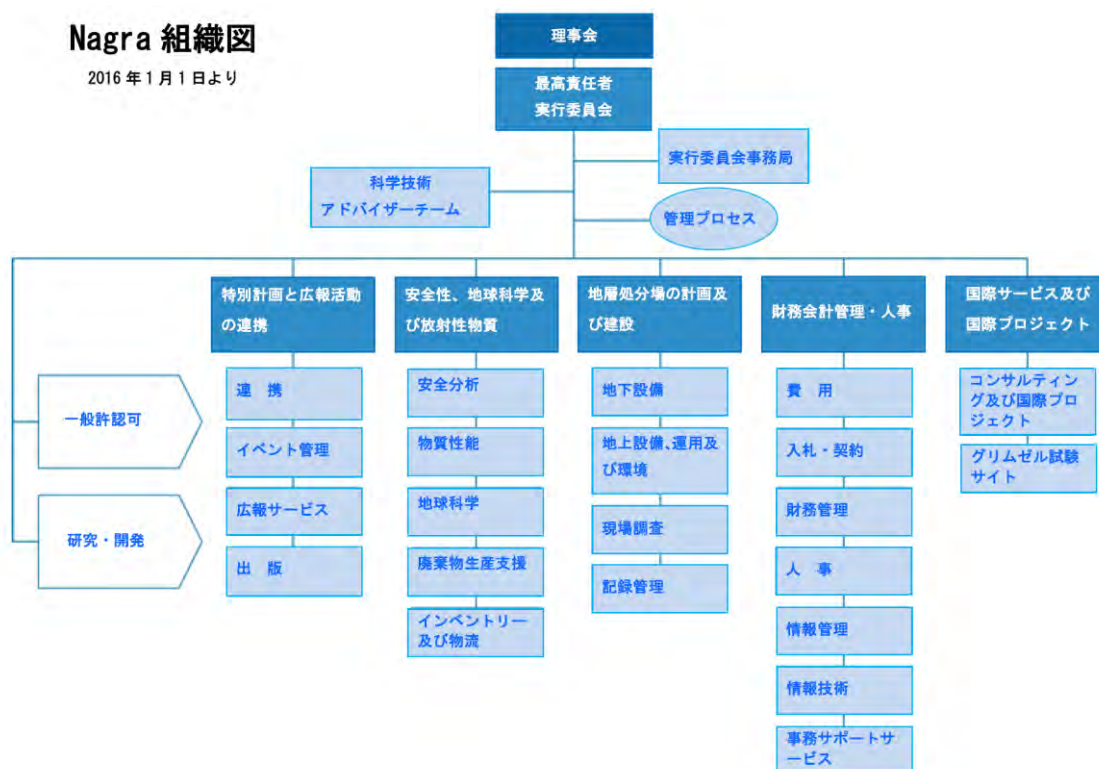 Nagra 組織図
2016 年 1 月 1 日より
理事会
最高責任者
実行委員会
実行委員会事務局
科学技術
アドバイザーチーム
管理プロセス
特別計画と広報活動
の連携
安全性、地球科学及
び放射性物質
地層処分場の計画及
び建設
財務会計管理・人事
国際サービス及び
国際プロジェクト
一般許認可
研究・開発
連 携
イベント管理
広報サービス
出 版
安全分析
物質性能
地球科学
廃棄物生産支援
インベントリー
及び物流
地下設備
地上設備、運用及
び環境
現場調査
記録管理
費 用
入札・契約
財務管理
人 事
情報管理
情報技術
事務サポートサ
ービス
コンサルティン
グ及び国際プロ
ジェクト
グリムゼル試験
サイト